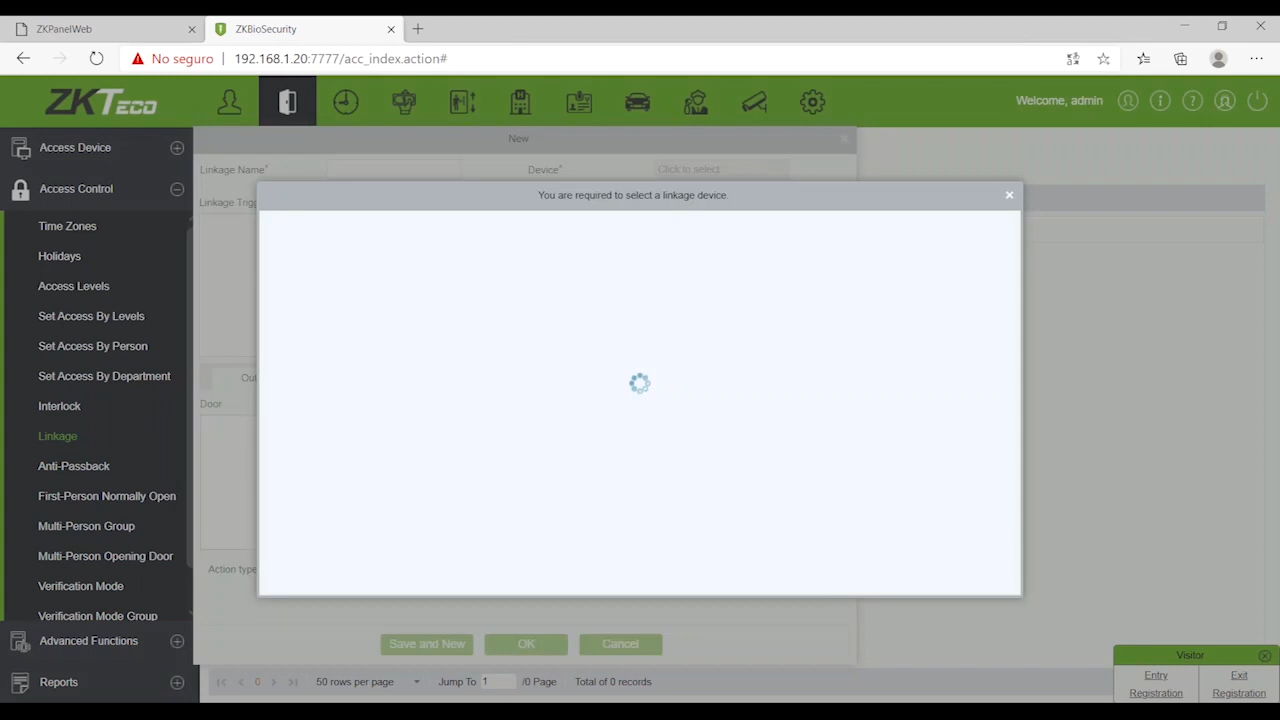 ZKPanelWeb
ZKBioSecurity
No seguro
192.168.1.20:7777/acc_index.action#
ZKTeco
Welcome, admin
Access Device
Access Control
Time Zones
Holidays
Access Levels
Set Access By Levels
Set Access By Person
Set Access By Department
Interlock
Linkage
Anti-Passback
First-Person Normally Open
Multi-Person Group
Multi-Person Opening Door
Verification Mode
Verification Mode Group
Advanced Functions
Reports
New
Linkage Name*
Device*
Click to select
Linkage Trigg
You are required to select a linkage device.
Out
Door
Action type
Save and New
OK
Cancel
0
50 rows per page
Jump To 1 /0 Page
Total of 0 records
Visitor
Entry Registration
Exit Registration